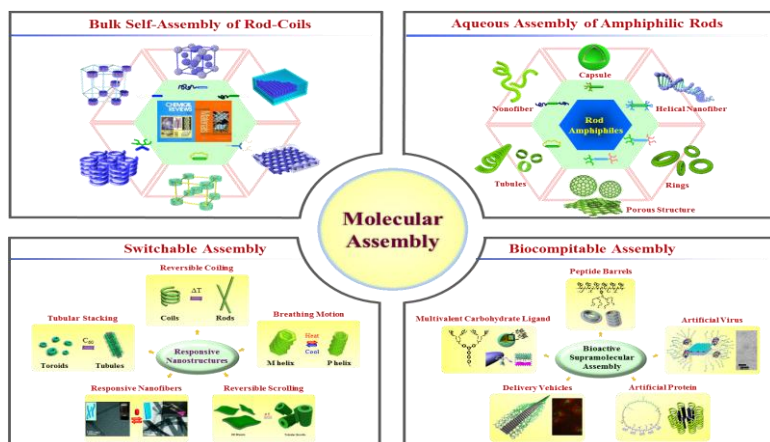 Bulk Self-Assembly of Rod-Coils
CHEMICAL
REVIEWS
Aqueous Assembly of Amphiphilic Rods
Capsule
Nonofiber
Helical Nanofiber
Rod
Amphiphiles
Tubules
Rings
Porous Structure
Molecular
Assembly
Switchable Assembly
Reversible Coiling
ΔT
Coils
Rods
Tubular Stacking
Toroids
Tubules
Breathing Motion
Heat
Cool
M helix
P helix
Responsive
Nanostructures
Responsive Nanofibers
Reversible Scrolling
Biocompitable Assembly
Peptide Barrels
Multivalent Carbohydrate Ligand
Artificial Virus
Bioactive
Supramolecular
Assembly
Delivery Vehicles
Artificial Protein